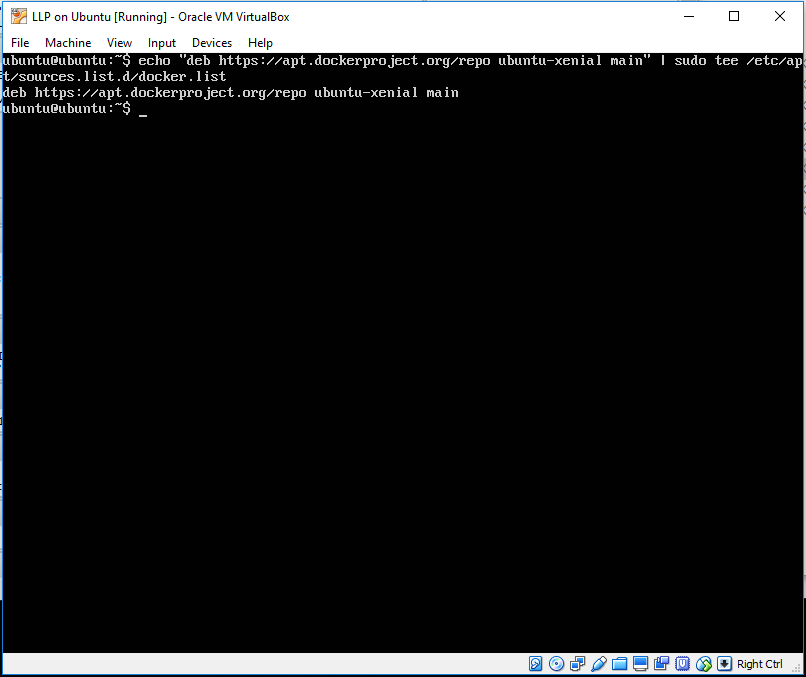 LLP on Ubuntu [Running] - Oracle VM VirtualBox
File Machine View Input Devices Help
ubuntu@ubuntu:~$ echo "deb https://apt.dockerproject.org/repo ubuntu-xenial main" | sudo tee /etc/ap
t/sources.list.d/docker.list
deb https://apt.dockerproject.org/repo ubuntu-xenial main
ubuntu@ubuntu:~$ _
Right Ctrl